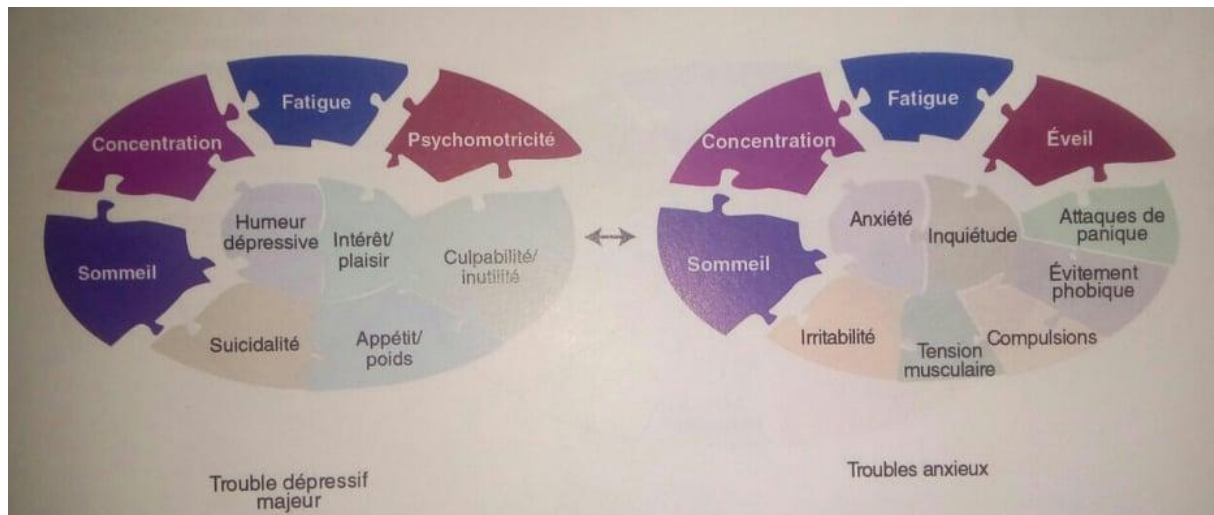 Fatigue
Concentration
Psychomotricité
Humeur
dépressive
Intérêt/
plaisir
Culpabilité/
inutilité
Sommeil
Suicidalité
Appétit/
poids
Trouble dépressif
majeur
Fatigue
Concentration
Éveil
Anxiété
Inquiétude
Attaques de
panique
Sommeil
Évitement
phobique
Irritabilité
Tension
musculaire
Compulsions
Troubles anxieux